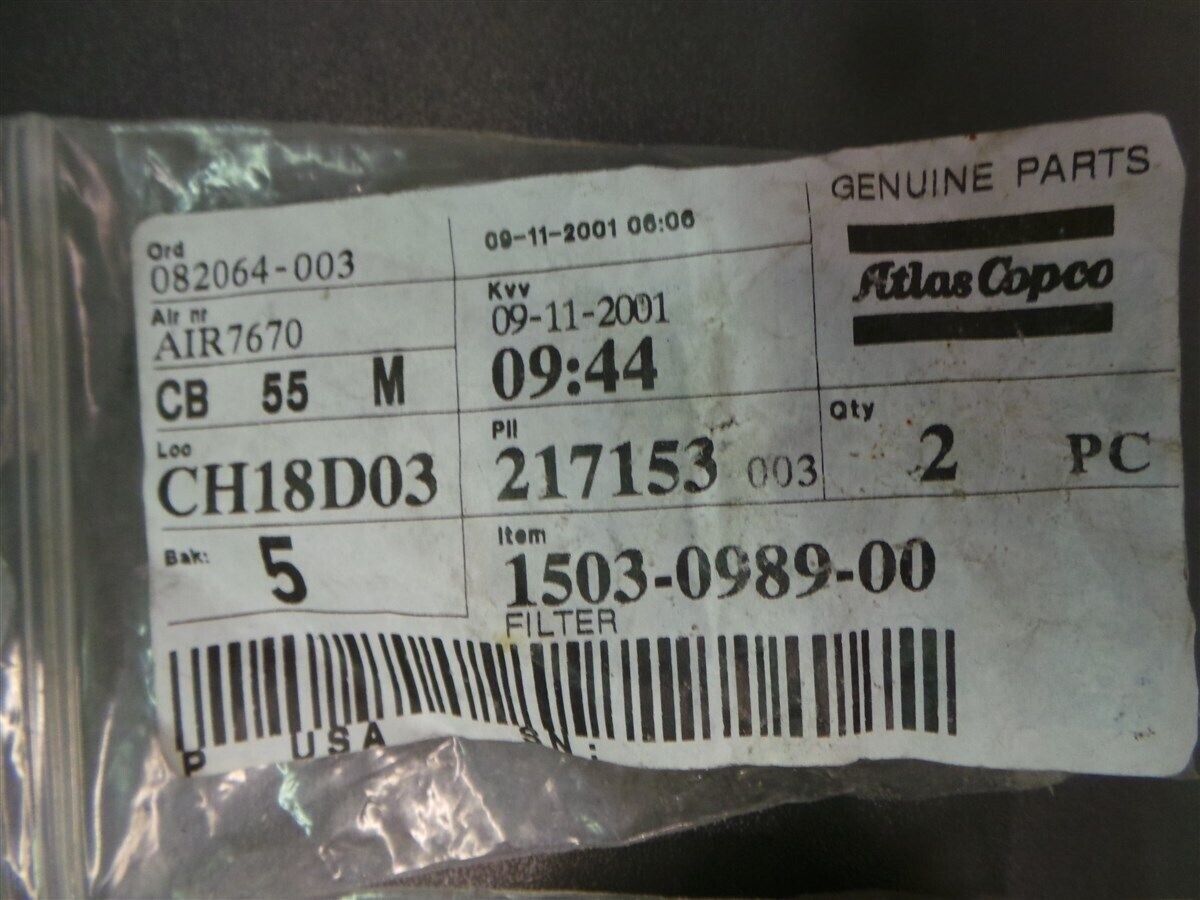 Ord
082064-003
Air nr
AIR7670
CB 55 M
Loc
CH18D03
Bak: 5
09-11-2001 06:06
Kvv
09-11-2001
09:44
Pll
217153 003
GENUINE PARTS
Atlas Copco
Qty
2 PC
Item
1503-0989-00
FILTER
P USA SN: